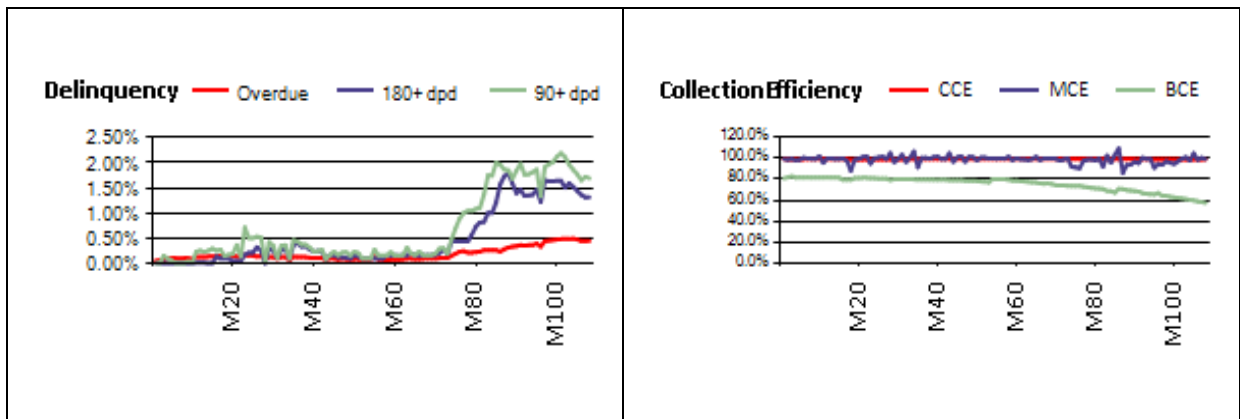 Delinquency Overdue 180+ dpd 90+ dpd
2.50%
2.00%
1.50%
1.00%
0.50%
0.00%
M20
M40
M60
M80
M100
Collection Efficiency CCE MCE BCE
120.0%
100.0%
80.0%
60.0%
40.0%
20.0%
0.0%
M20
M40
M60
M80
M100